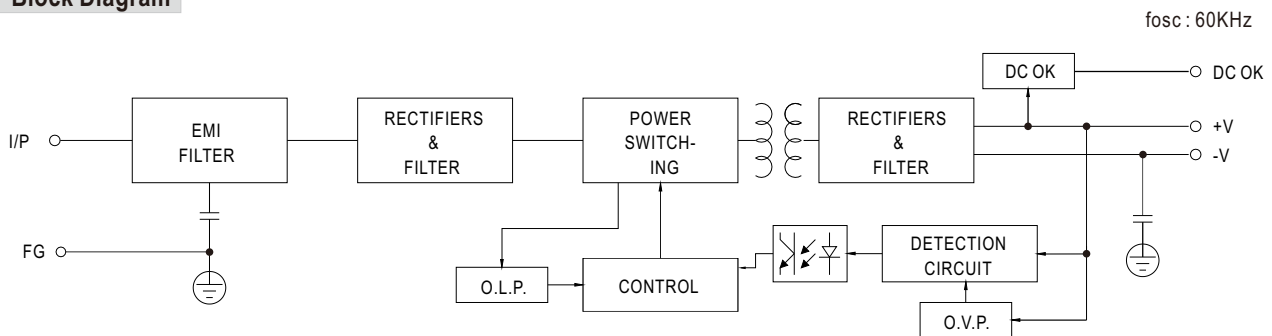 Block Diagram
fosc : 60KHz
DC OK
DC OK
I/P
EMI
FILTER
RECTIFIERS
&
FILTER
POWER
SWITCH-
ING
RECTIFIERS
&
FILTER
+V
-V
FG
O.L.P.
CONTROL
DETECTION
CIRCUIT
O.V.P.